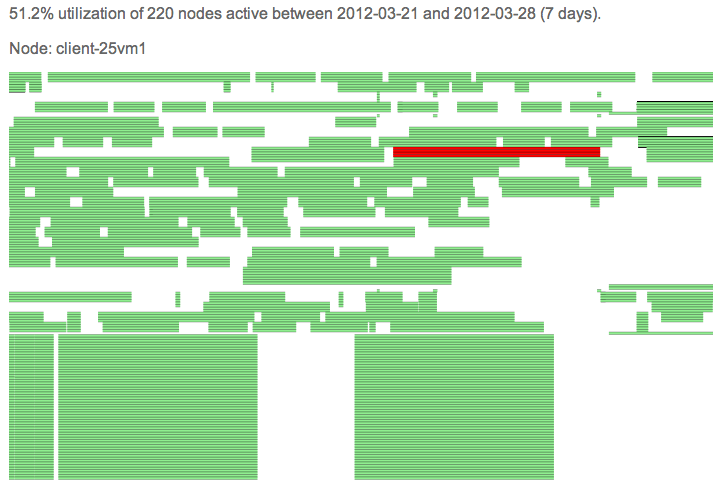 51.2% utilization of 220 nodes active between 2012-03-21 and 2012-03-28 (7 days).
Node: client-25vm1